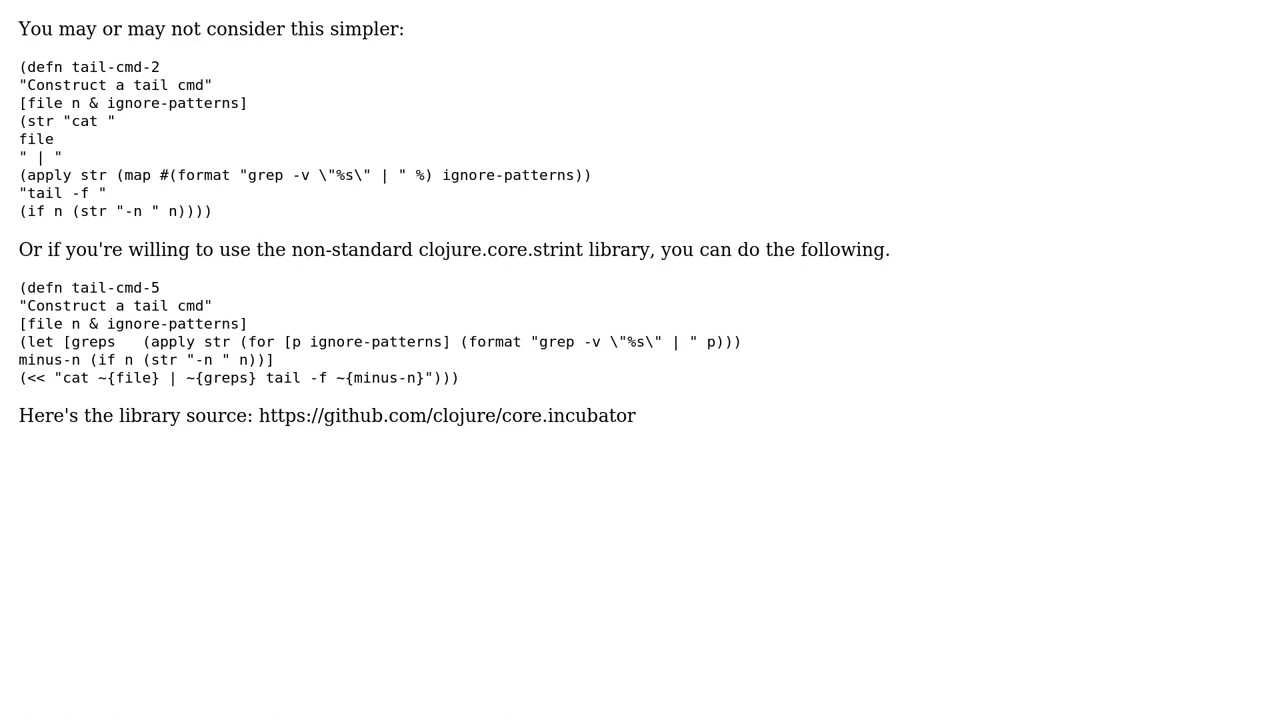 You may or may not consider this simpler:
(defn tail-cmd-2
"Construct a tail cmd"
[file n & ignore-patterns]
(str "cat "
file
" | "
(apply str (map #(format "grep -v \"%s\" | " %) ignore-patterns))
"tail -f "
(if n (str "-n " n))))
Or if you're willing to use the non-standard clojure.core.strint library, you can do the following.
(defn tail-cmd-5
"Construct a tail cmd"
[file n & ignore-patterns]
(let [greps   (apply str (for [p ignore-patterns] (format "grep -v \"%s\" | " p)))
minus-n (if n (str "-n " n))]
(<< "cat ~{file} | ~{greps} tail -f ~{minus-n}")))
Here's the library source: https://github.com/clojure/core.incubator